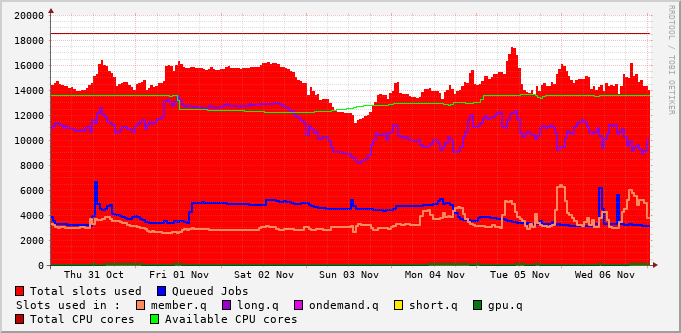 RRDTOOL / TOBI OETIKER
20000
18000
16000
14000
12000
10000
8000
6000
4000
2000
0
Thu 31 Oct Fri 01 Nov Sat 02 Nov Sun 03 Nov Mon 04 Nov Tue 05 Nov Wed 06 Nov
Total slots used Queued Jobs
Slots used in : member.q long.q ondemand.q short.q gpu.q
Total CPU cores Available CPU cores